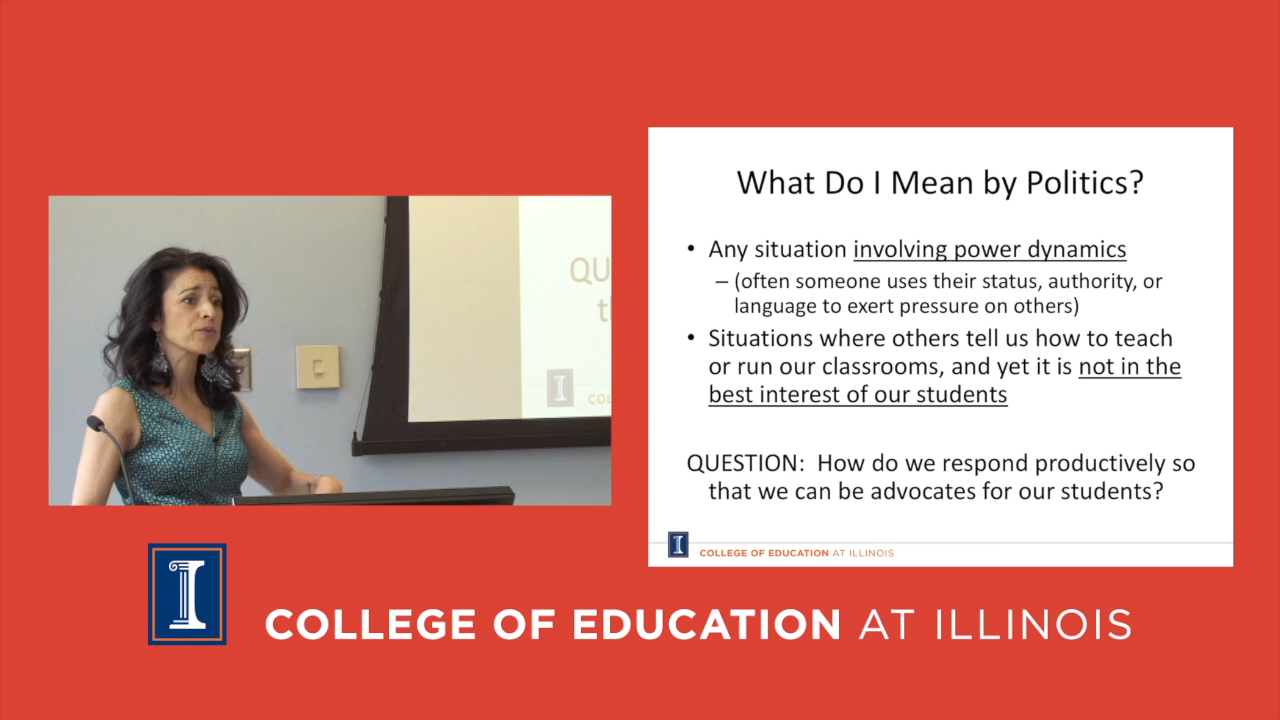 What Do I Mean by Politics?
• Any situation involving power dynamics
– (often someone uses their status, authority, or
language to exert pressure on others)
• Situations where others tell us how to teach
or run our classrooms, and yet it is not in the
best interest of our students
QUESTION: How do we respond productively so
that we can be advocates for our students?
I COLLEGE OF EDUCATION AT ILLINOIS
QU
t
I CO
I COLLEGE OF EDUCATION AT ILLINOIS